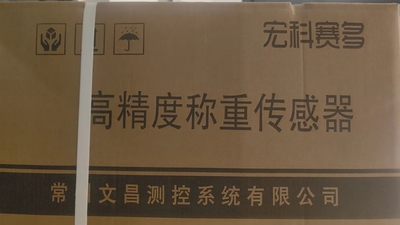 宏科赛多
高精度称重传感器
常州文昌测控系统有限公司